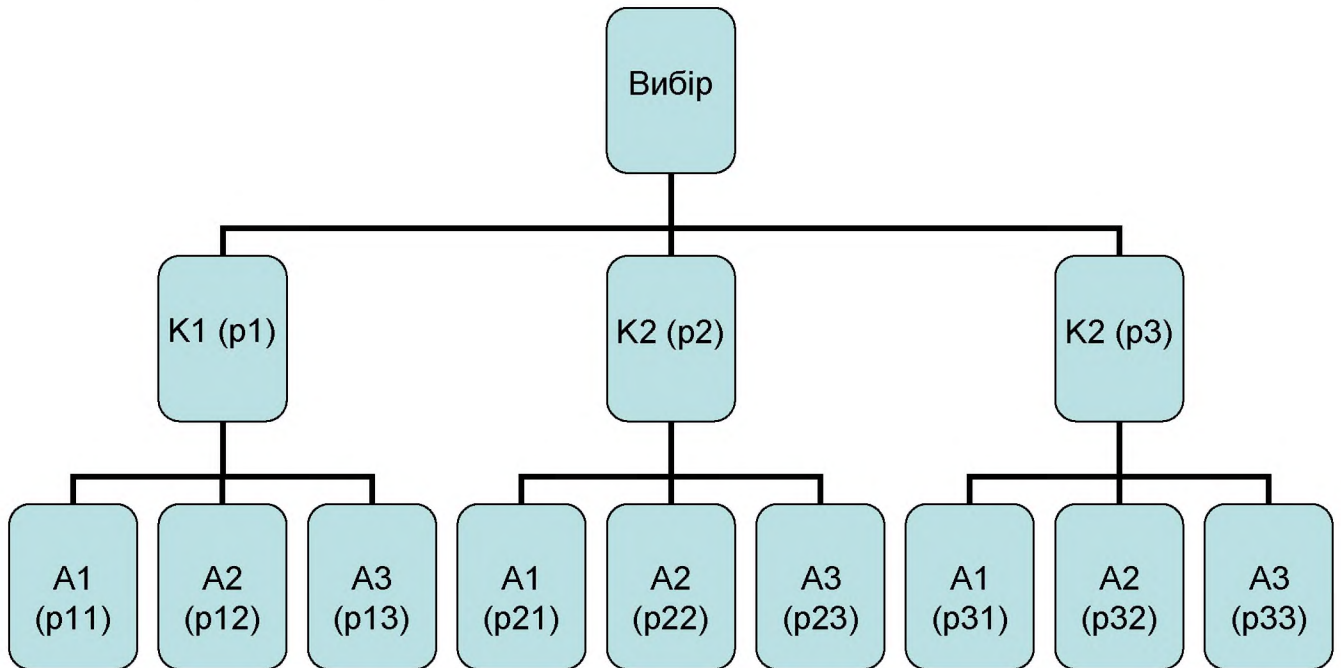 Вибір
К1 (р1)
К2 (р2)
К2 (р3)
А1
(р11)
А2
(р12)
А3
(р13)
А1
(р21)
А2
(р22)
А3
(р23)
А1
(р31)
А2
(р32)
А3
(р33)